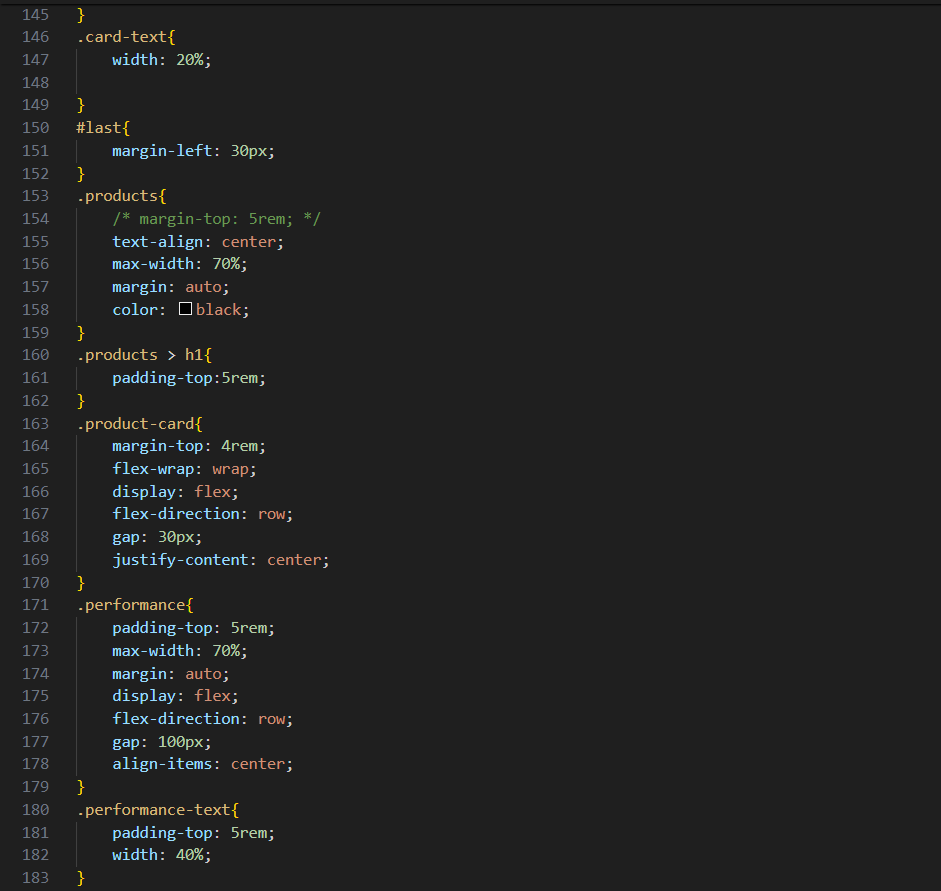 145 }
146 .card-text{
147     width: 20%;
148
149 }
150 #last{
151     margin-left: 30px;
152 }
153 .products{
154     /* margin-top: 5rem; */
155     text-align: center;
156     max-width: 70%;
157     margin: auto;
158     color: black;
159 }
160 .products > h1{
161     padding-top:5rem;
162 }
163 .product-card{
164     margin-top: 4rem;
165     flex-wrap: wrap;
166     display: flex;
167     flex-direction: row;
168     gap: 30px;
169     justify-content: center;
170 }
171 .performance{
172     padding-top: 5rem;
173     max-width: 70%;
174     margin: auto;
175     display: flex;
176     flex-direction: row;
177     gap: 100px;
178     align-items: center;
179 }
180 .performance-text{
181     padding-top: 5rem;
182     width: 40%;
183 }